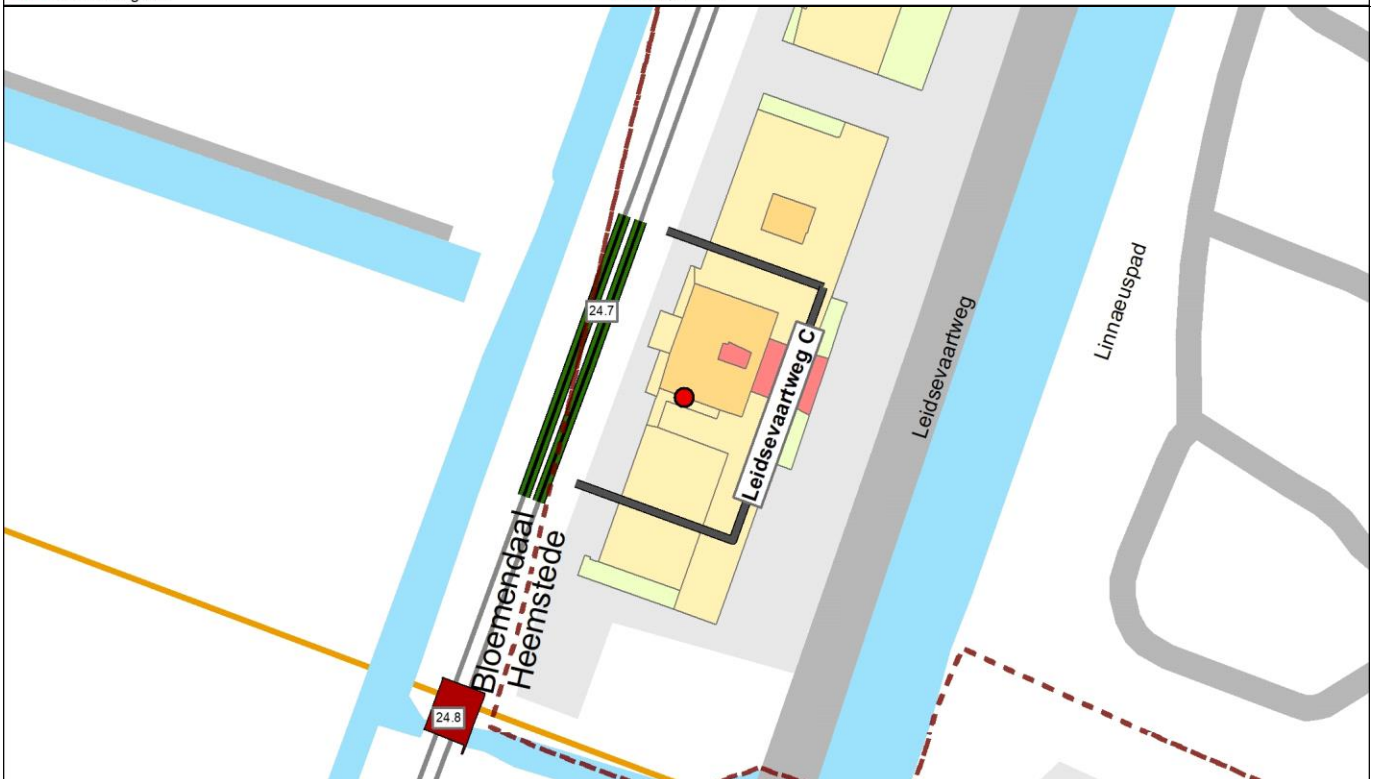 24.7
Leidsevaartweg C
Leidsevaartweg
Linnaeuspad
Bloemendaal
Heemstede
24.8